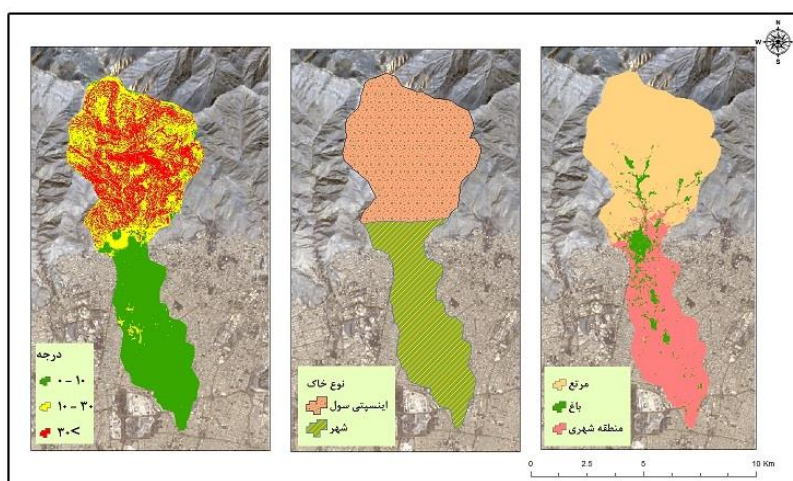 N
W
E
S
درجه
۰ - ۱۰
۱۰ - ۳۰
۳۰>
نوع خاک
اینسپتی سول
شهر
مرتع
باغ
منطقه شهری
0 2.5 5 10 Km